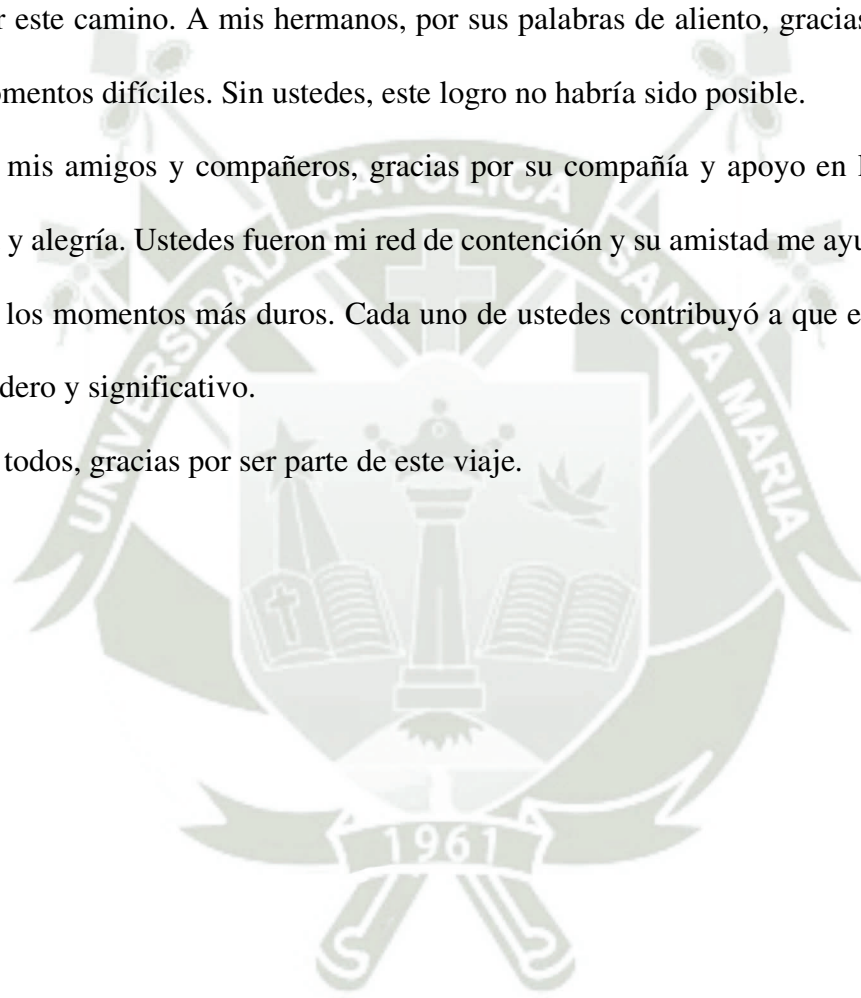 r este camino. A mis hermanos, por sus palabras de aliento, gracias
omentos difíciles. Sin ustedes, este logro no habría sido posible.
mis amigos y compañeros, gracias por su compañía y apoyo en l
y alegría. Ustedes fueron mi red de contención y su amistad me ayu
los momentos más duros. Cada uno de ustedes contribuyó a que e
dero y significativo.
todos, gracias por ser parte de este viaje.
UNIVERSIDAD CATOLICA SANTA MARIA
1961